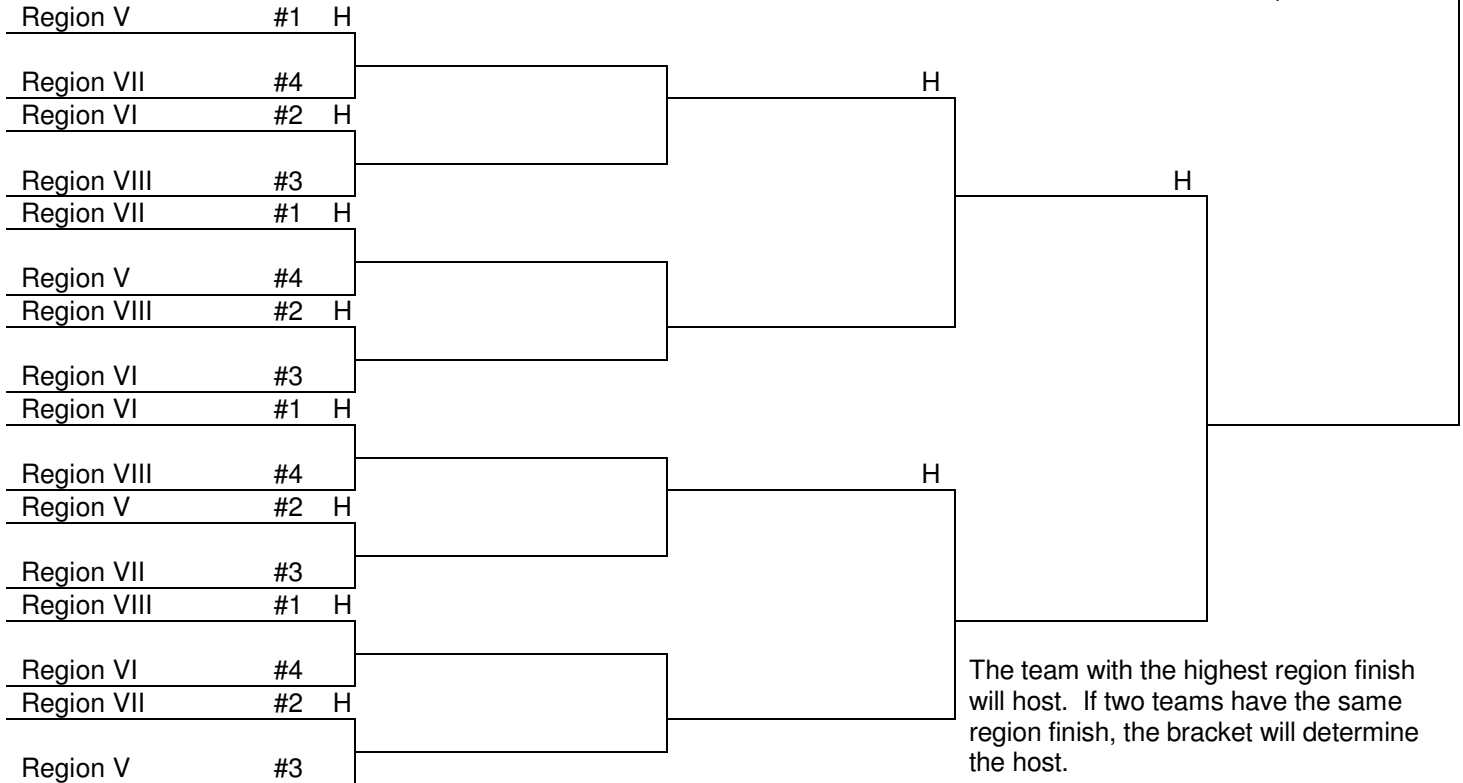 Region V #1 H
Region VII #4 H
Region VI #2 H
Region VIII #3 H
Region VII #1 H
Region V #4
Region VIII #2 H
Region VI #3
Region VI #1 H
Region VIII #4 H
Region V #2 H
Region VII #3
Region VIII #1 H
Region VI #4
Region VII #2 H
Region V #3
The team with the highest region finish
will host. If two teams have the same
region finish, the bracket will determine
the host.